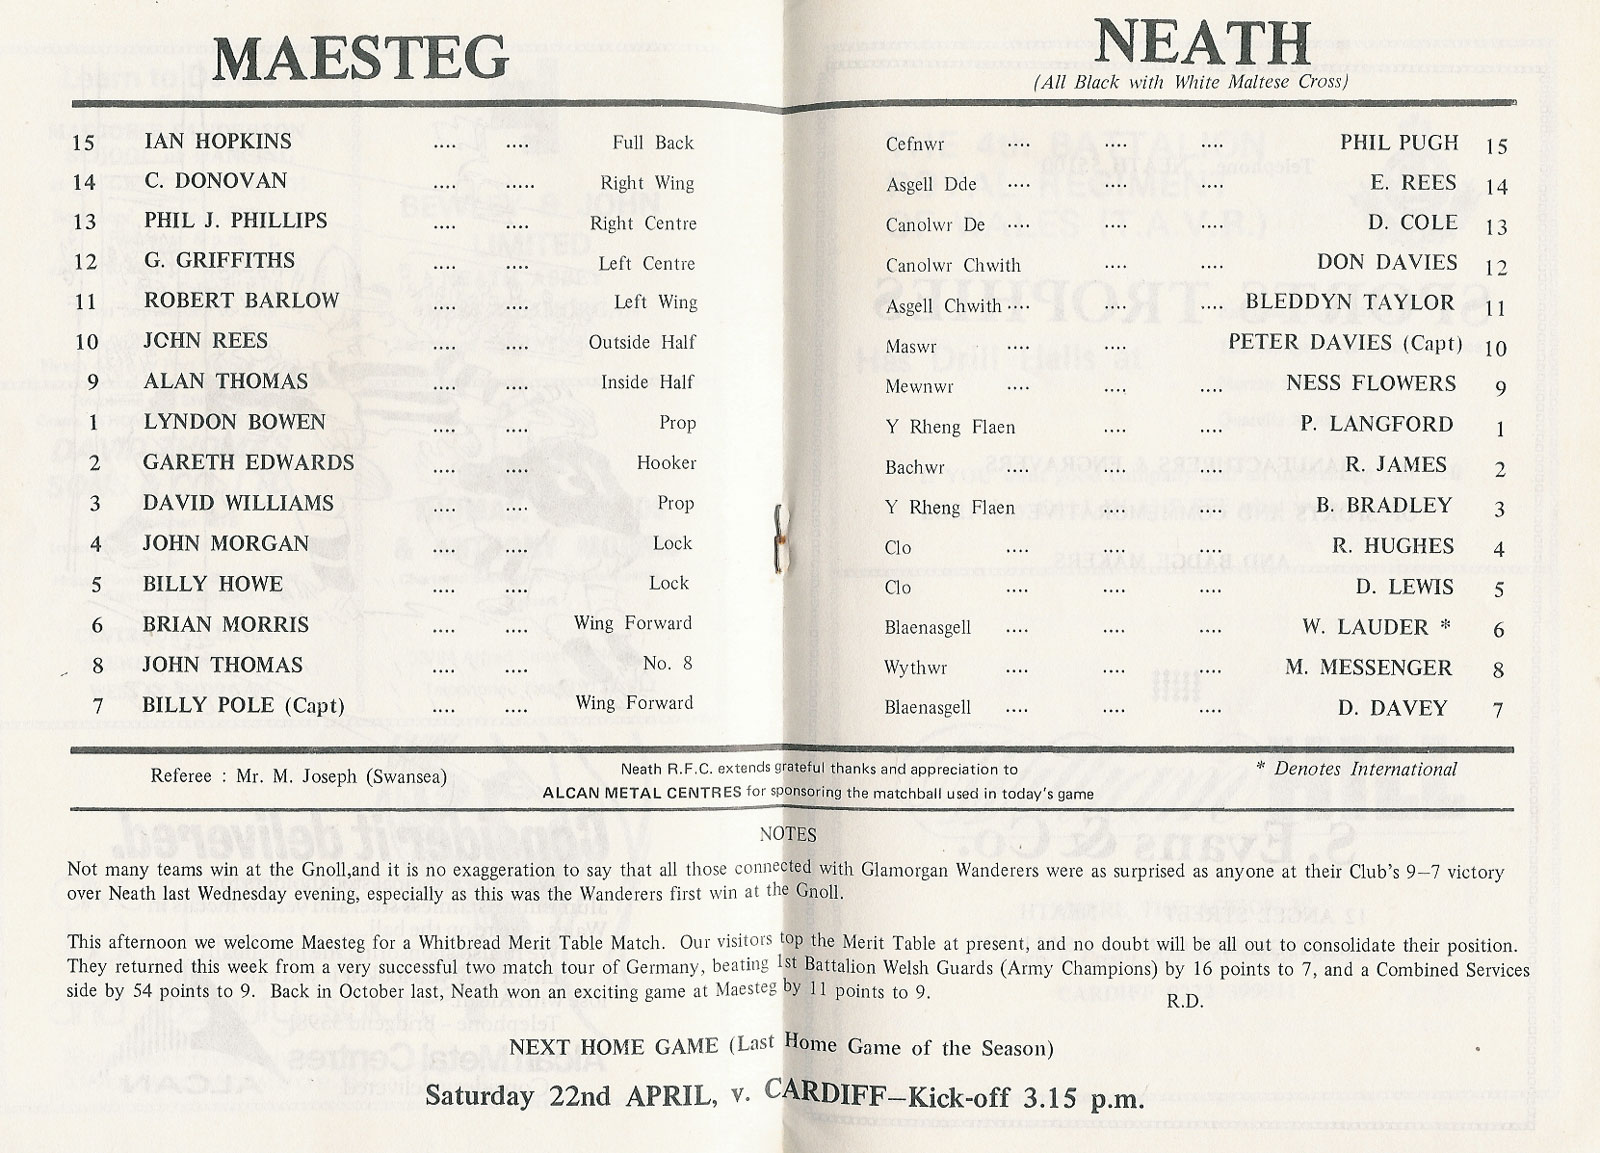 MAESTEG
15 IAN HOPKINS .... .... Full Back
14 C. DONOVAN .... ..... Right Wing
13 PHIL J. PHILLIPS .... .... Right Centre
12 G. GRIFFITHS .... .... Left Centre
11 ROBERT BARLOW .... .... Left Wing
10 JOHN REES .... .... Outside Half
9 ALAN THOMAS .... .... Inside Half
1 LYNDON BOWEN .... .... Prop
2 GARETH EDWARDS .... .... Hooker
3 DAVID WILLIAMS .... .... Prop
4 JOHN MORGAN .... .... Lock
5 BILLY HOWE .... .... Lock
6 BRIAN MORRIS .... .... Wing Forward
8 JOHN THOMAS .... .... No. 8
7 BILLY POLE (Capt) .... .... Wing Forward
NEATH
(All Black with White Maltese Cross)
Cefnwr .... .... .... PHIL PUGH 15
Asgell Dde .... .... .... E. REES 14
Canolwr De .... .... .... D. COLE 13
Canolwr Chwith .... .... DON DAVIES 12
Asgell Chwith .... .... .... BLEDDYN TAYLOR 11
Maswr .... .... PETER DAVIES (Capt) 10
Mewnwr .... .... .... NESS FLOWERS 9
Y Rheng Flaen .... .... P. LANGFORD 1
Bachwr .... .... .... R. JAMES 2
Y Rheng Flaen .... .... B. BRADLEY 3
Clo .... .... .... R. HUGHES 4
Clo .... .... .... D. LEWIS 5
Blaenasgell .... .... .... W. LAUDER * 6
Wythwr .... .... .... M. MESSENGER 8
Blaenasgell .... .... .... D. DAVEY 7
Referee : Mr. M. Joseph (Swansea)
Neath R.F.C. extends grateful thanks and appreciation to
ALCAN METAL CENTRES for sponsoring the matchball used in today's game
* Denotes International
NOTES
Not many teams win at the Gnoll,and it is no exaggeration to say that all those connected with Glamorgan Wanderers were as surprised as anyone at their Club's 9–7 victory
over Neath last Wednesday evening, especially as this was the Wanderers first win at the Gnoll.
This afternoon we welcome Maesteg for a Whitbread Merit Table Match. Our visitors top the Merit Table at present, and no doubt will be all out to consolidate their position.
They returned this week from a very successful two match tour of Germany, beating 1st Battalion Welsh Guards (Army Champions) by 16 points to 7, and a Combined Services
side by 54 points to 9. Back in October last, Neath won an exciting game at Maesteg by 11 points to 9.
R.D.
NEXT HOME GAME (Last Home Game of the Season)
Saturday 22nd APRIL, v. CARDIFF–Kick-off 3.15 p.m.